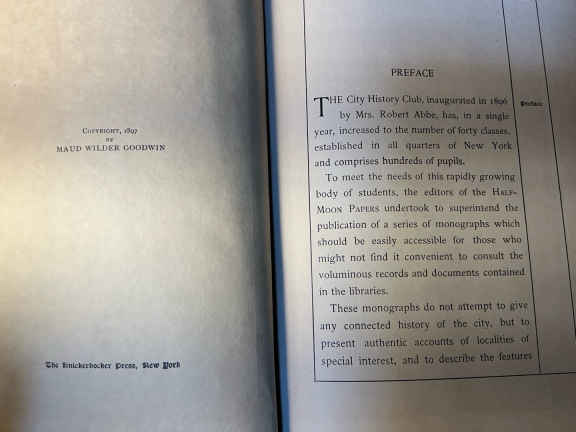 COPYRIGHT, 1897
BY
MAUD WILDER GOODWIN
The Knickerbocker Press, New York
PREFACE
THE City History Club, inaugurated in 1896
by Mrs. Robert Abbe, has, in a single
year, increased to the number of forty classes,
established in all quarters of New York
and comprises hundreds of pupils.
To meet the needs of this rapidly growing
body of students, the editors of the HALF-
MOON PAPERS undertook to superintend the
publication of a series of monographs which
should be easily accessible for those who
might not find it convenient to consult the
voluminous records and documents contained
in the libraries.
These monographs do not attempt to give
any connected history of the city, but to
present authentic accounts of localities of
special interest, and to describe the features
Preface